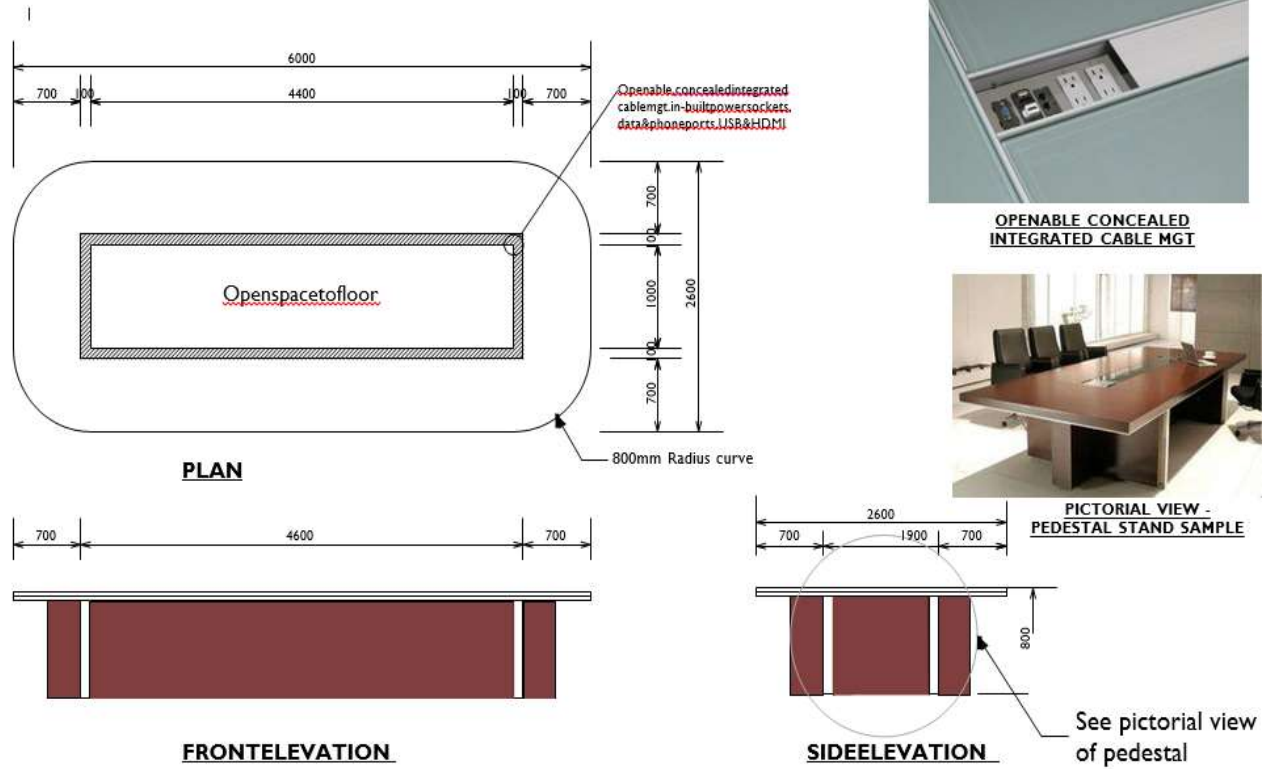 6000
700
100
4400
100
700
Openable.concealedintegrated
cablemgt.in-builtpowersockets.
data&phoneports.USB&HDMI
700
100
1000
100
700
2600
Openspacetofloor
800mm Radius curve
PLAN
OPENABLE CONCEALED
INTEGRATED CABLE MGT
PICTORIAL VIEW -
PEDESTAL STAND SAMPLE
700
4600
700
FRONTELEVATION
2600
700
1900
700
800
SIDEELEVATION
See pictorial view
of pedestal